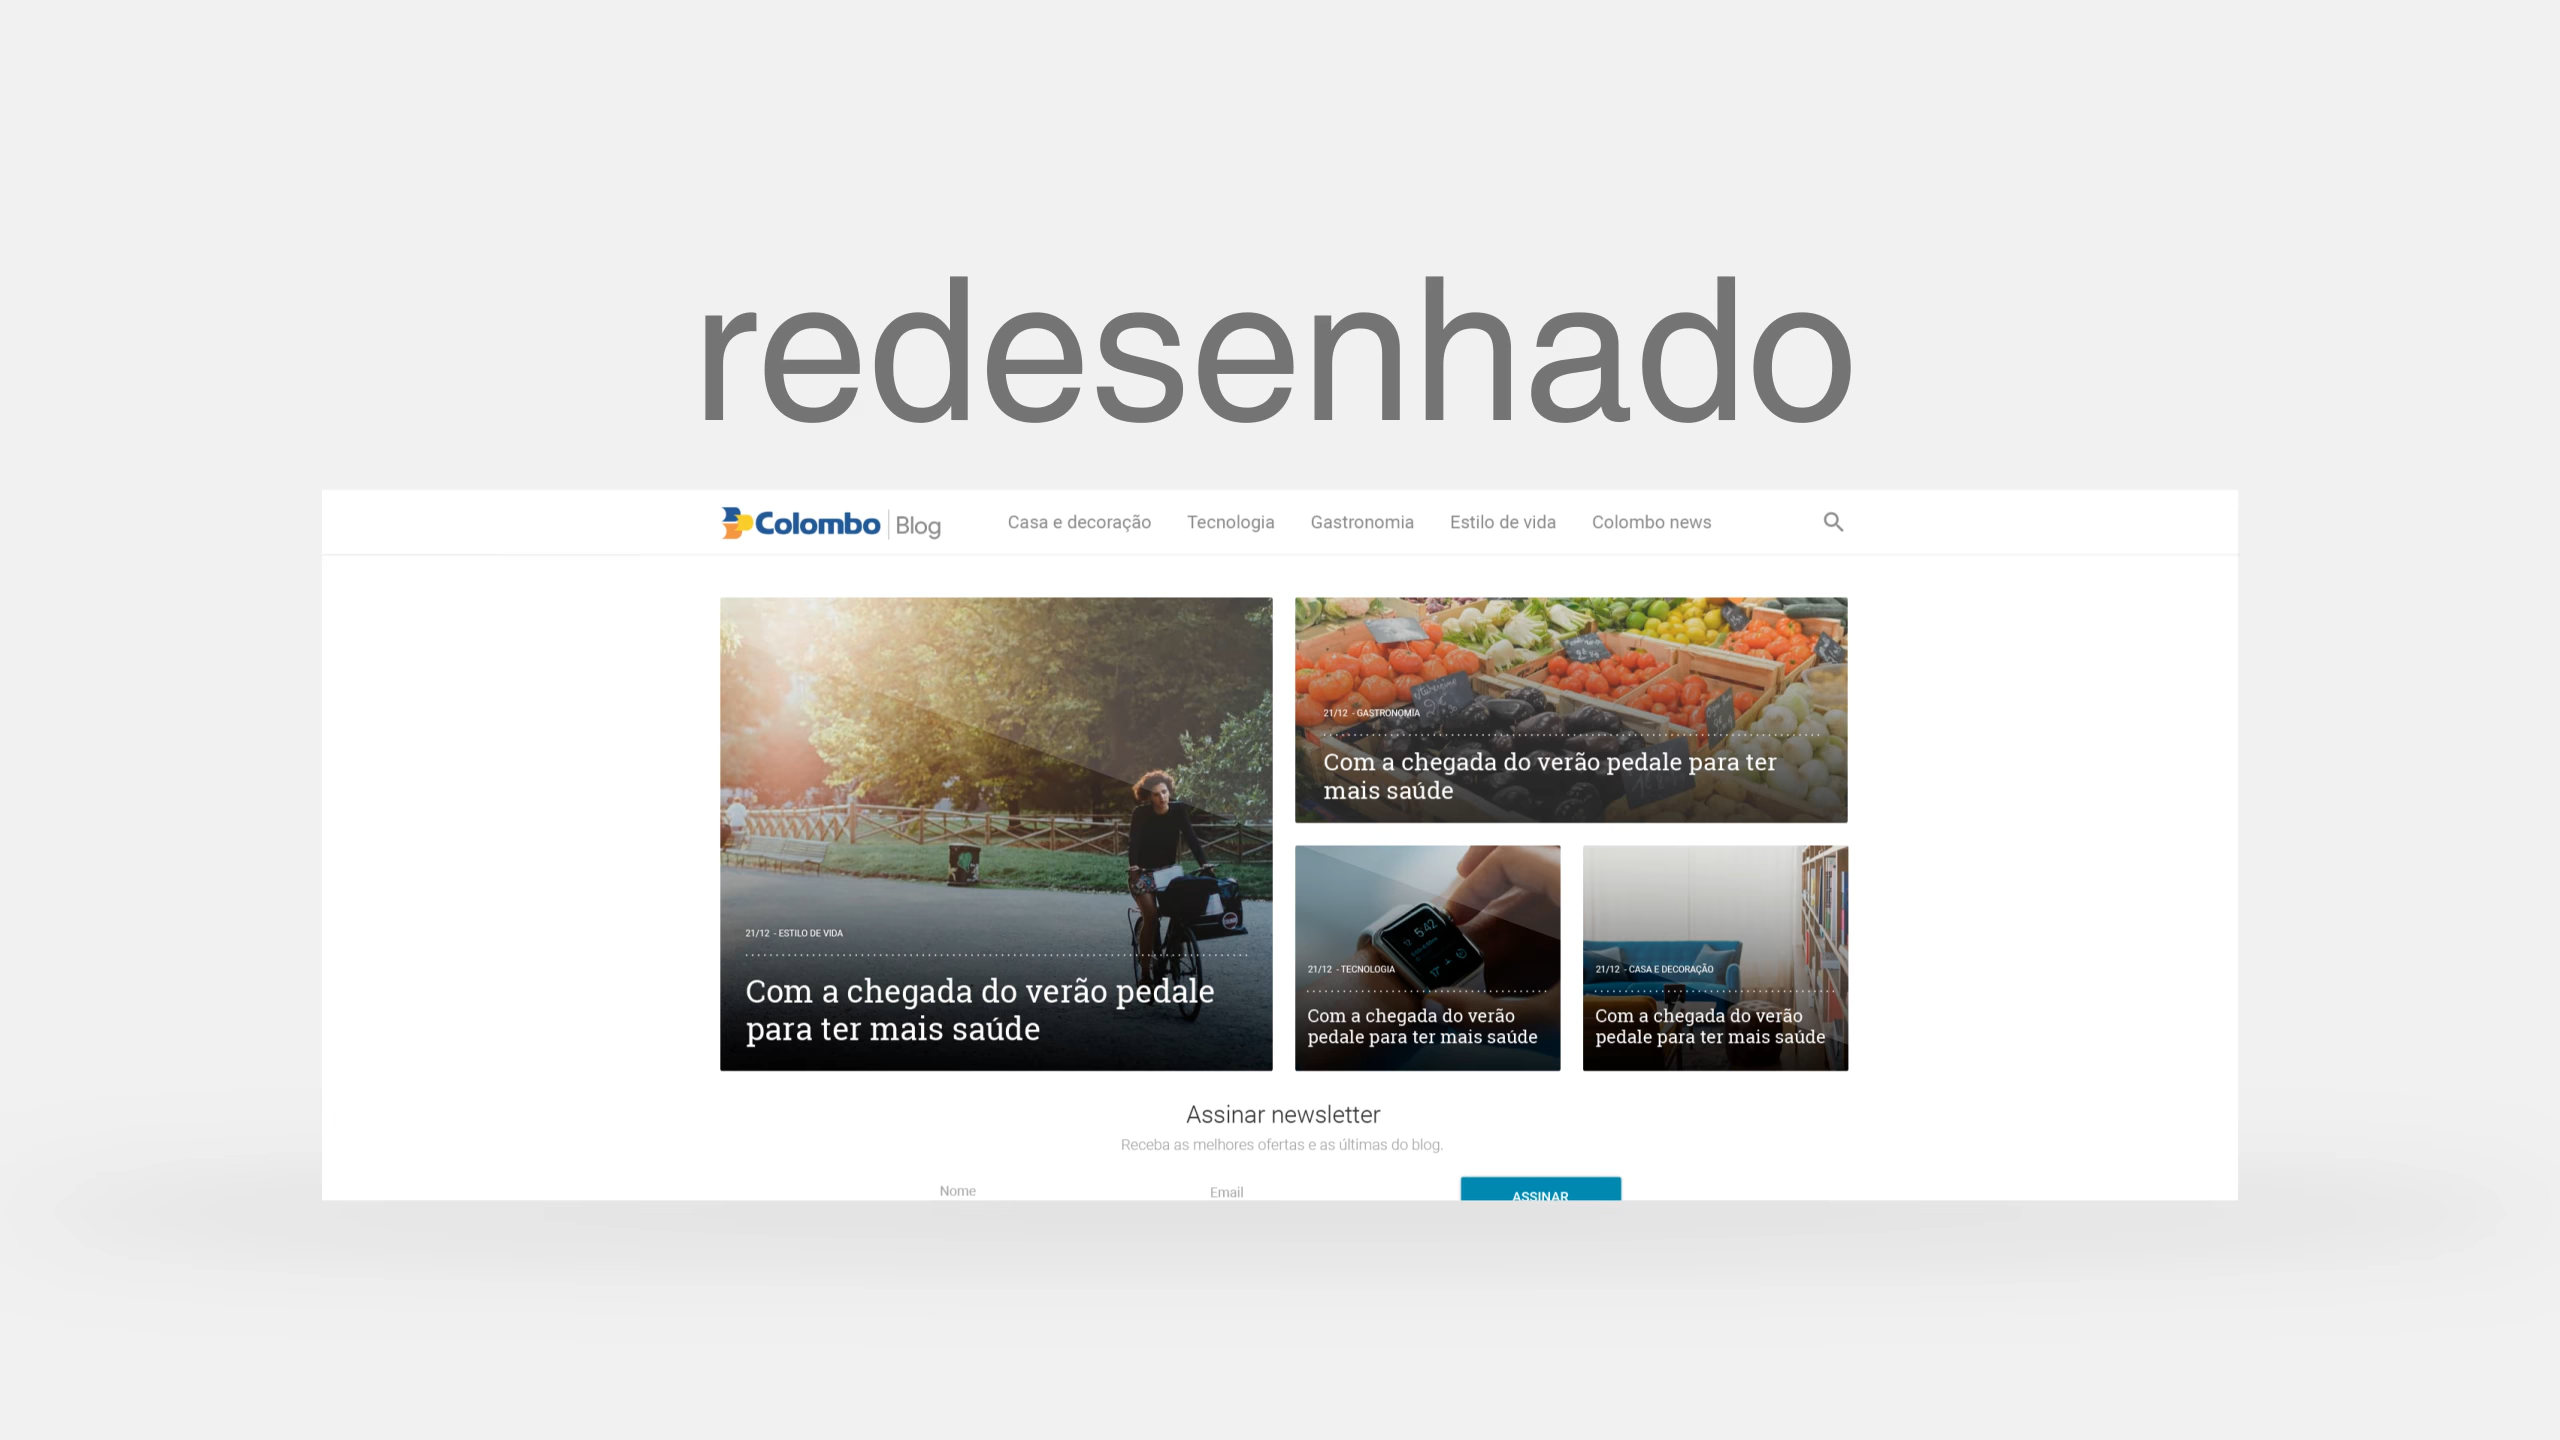 redesenhado
Colombo Blog
Casa e decoração
Tecnologia
Gastronomia
Estilo de vida
Colombo news
21/12 - ESTILO DE VIDA
Com a chegada do verão pedale
para ter mais saúde
21/12 - GASTRONOMIA
Com a chegada do verão pedale para ter
mais saúde
5:42
21/12 - TECNOLOGIA
Com a chegada do verão
pedale para ter mais saúde
21/12 - CASA E DECORAÇÃO
Com a chegada do verão
pedale para ter mais saúde
Assinar newsletter
Receba as melhores ofertas e as últimas do blog.
Nome
Email
ASSINAR